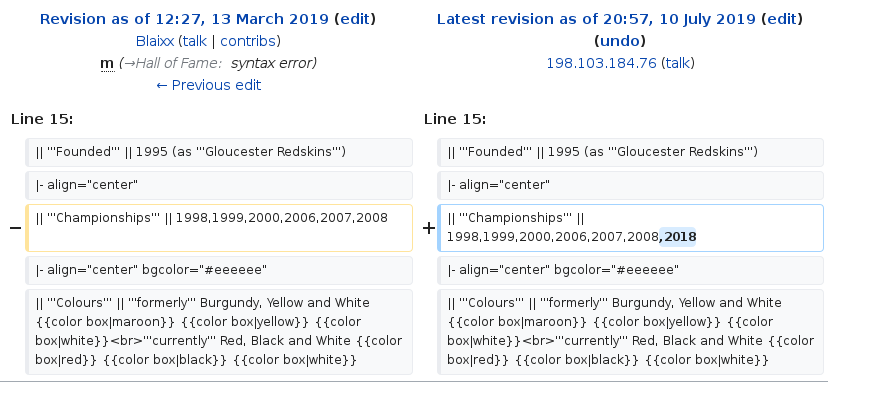 Revision as of 12:27, 13 March 2019 (edit)
Blaixx (talk | contribs)
m (→Hall of Fame: syntax error)
← Previous edit
Latest revision as of 20:57, 10 July 2019 (edit)
(undo)
198.103.184.76 (talk)
Line 15:
Line 15:
|| '''Founded''' || 1995 (as '''Gloucester Redskins''')
|| '''Founded''' || 1995 (as '''Gloucester Redskins''')
|- align="center"
|- align="center"
− || '''Championships''' || 1998,1999,2000,2006,2007,2008
+ || '''Championships''' ||
1998,1999,2000,2006,2007,2008,2018
|- align="center" bgcolor="#eeeeee"
|- align="center" bgcolor="#eeeeee"
|| '''Colours''' || '''formerly''' Burgundy, Yellow and White
{{color box|maroon}} {{color box|yellow}} {{color
box|white}}<br>'''currently''' Red, Black and White {{color
box|red}} {{color box|black}} {{color box|white}}
|| '''Colours''' || '''formerly''' Burgundy, Yellow and White
{{color box|maroon}} {{color box|yellow}} {{color
box|white}}<br>'''currently''' Red, Black and White {{color
box|red}} {{color box|black}} {{color box|white}}